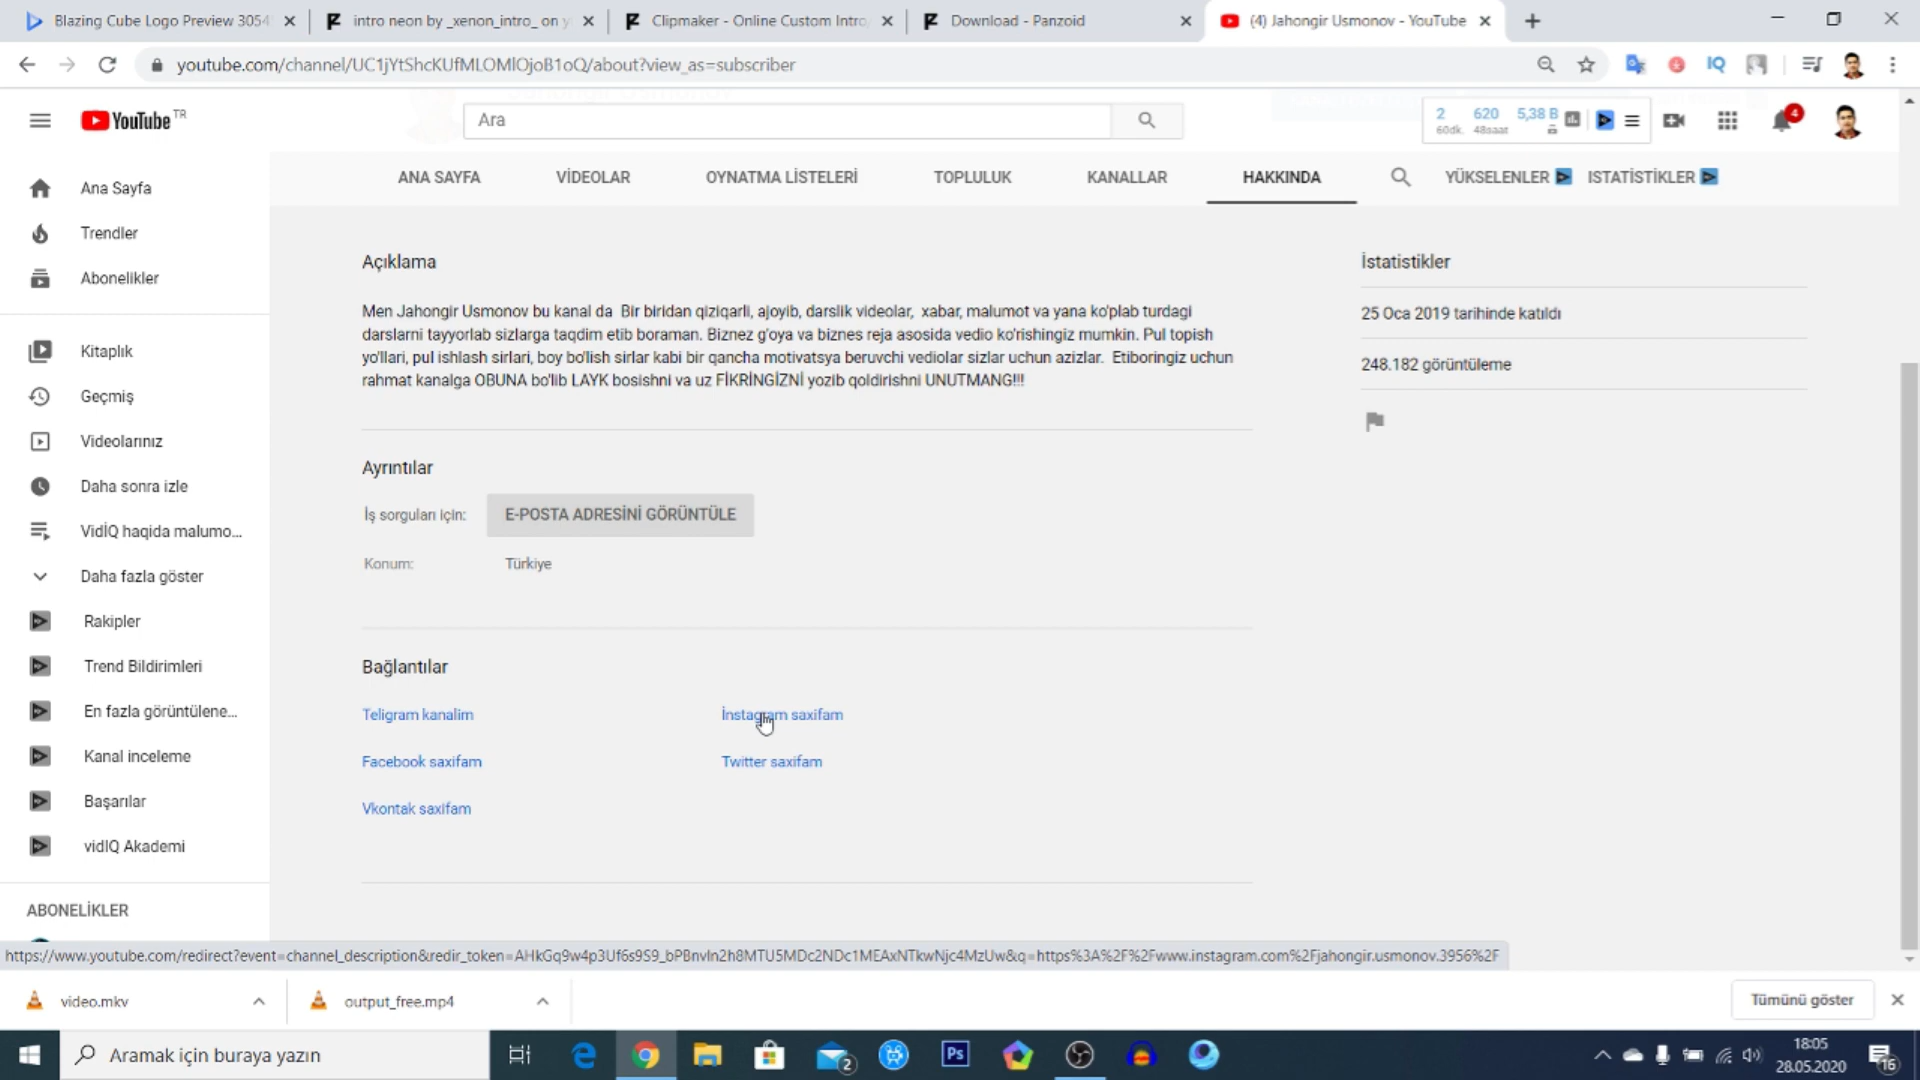 Blazing Cube Logo Preview 3054
intro neon by _xenon_intro_ on y
Clipmaker - Online Custom Intro,
Download - Panzoid
(4) Jahongir Usmonov - YouTube
youtube.com/channel/UC1jYtShcKUfMLOMlOjoB1oQ/about?view_as=subscriber
IQ
YouTube TR
Ara
2 620 5,38 B
60dk. 48saat
4
ANA SAYFA VİDEOLAR OYNATMA LİSTELERİ TOPLULUK KANALLAR HAKKINDA YÜKSELENLER ISTATİSTİKLER
Ana Sayfa
Trendler
Abonelikler
Kitaplık
Geçmiş
Videolarınız
Daha sonra izle
VidİQ haqida malumo...
Daha fazla göster
Rakipler
Trend Bildirimleri
En fazla görüntülene...
Kanal inceleme
Başarılar
vidIQ Akademi
ABONELİKLER
Açıklama
Men Jahongir Usmonov bu kanal da Bir biridan qiziqarli, ajoyib, darslik videolar, xabar, malumot va yana ko'plab turdagi
darslarni tayyorlab sizlarga taqdim etib boraman. Biznez g'oya va biznes reja asosida vedio ko'rishingiz mumkin. Pul topish
yo'llari, pul ishlash sirlari, boy bo'lish sirlar kabi bir qancha motivatsya beruvchi vediolar sizlar uchun azizlar. Etiboringiz uchun
rahmat kanalga OBUNA bo'lib LAYK bosishni va uz FİKRİNGİZNİ yozib qoldirishni UNUTMANG!!!
Ayrıntılar
İş sorguları için: E-POSTA ADRESİNİ GÖRÜNTÜLE
Konum: Türkiye
Bağlantılar
Teligram kanalim İnstagram saxifam
Facebook saxifam Twitter saxifam
Vkontak saxifam
İstatistikler
25 Oca 2019 tarihinde katıldı
248.182 görüntüleme
https://www.youtube.com/redirect?event=channel_description&redir_token=AHkGq9w4p3Uf6s9S9_bPBnvln2h8MTU5MDc2NDc1MEAxNTkwNjc4MzUw&q=https%3A%2F%2Fwww.instagram.com%2Fjahongir.usmonov.3956%2F
video.mkv
output_free.mp4
Tümünü göster
Aramak için buraya yazın
2
Ps
18:05
28.05.2020
16